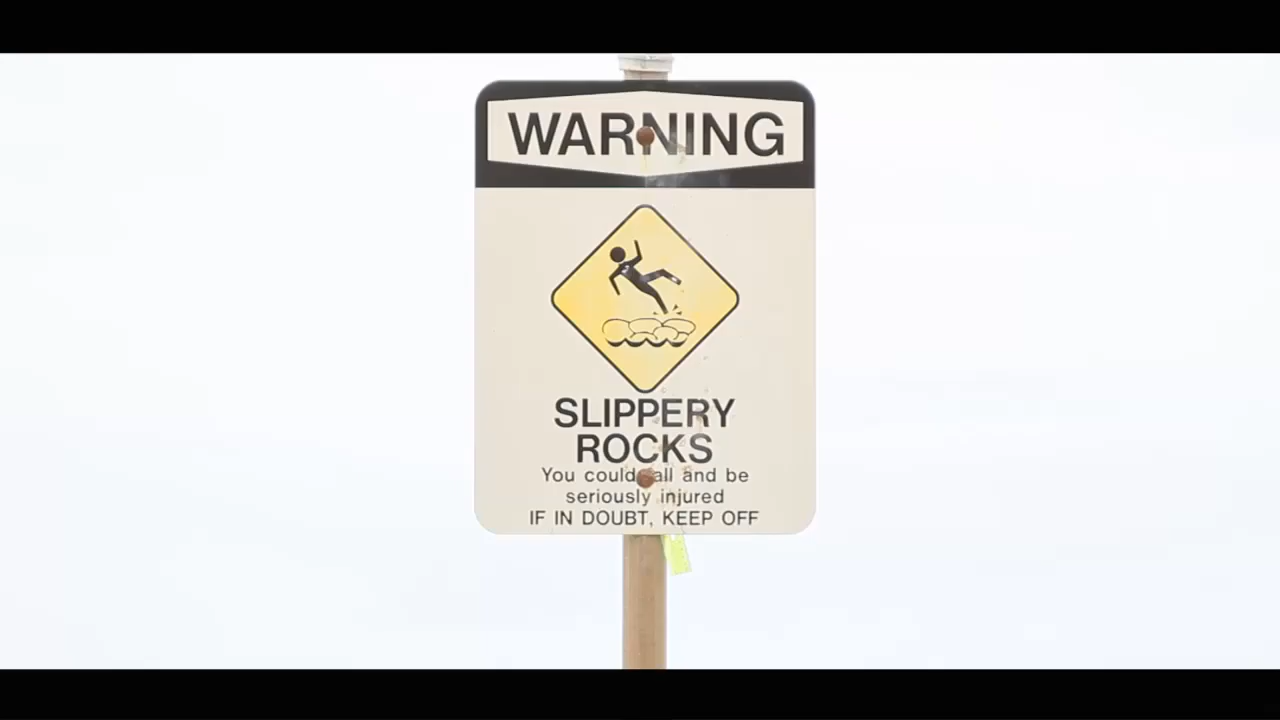 WARNING
SLIPPERY
ROCKS
You could fall and be
seriously injured
IF IN DOUBT, KEEP OFF